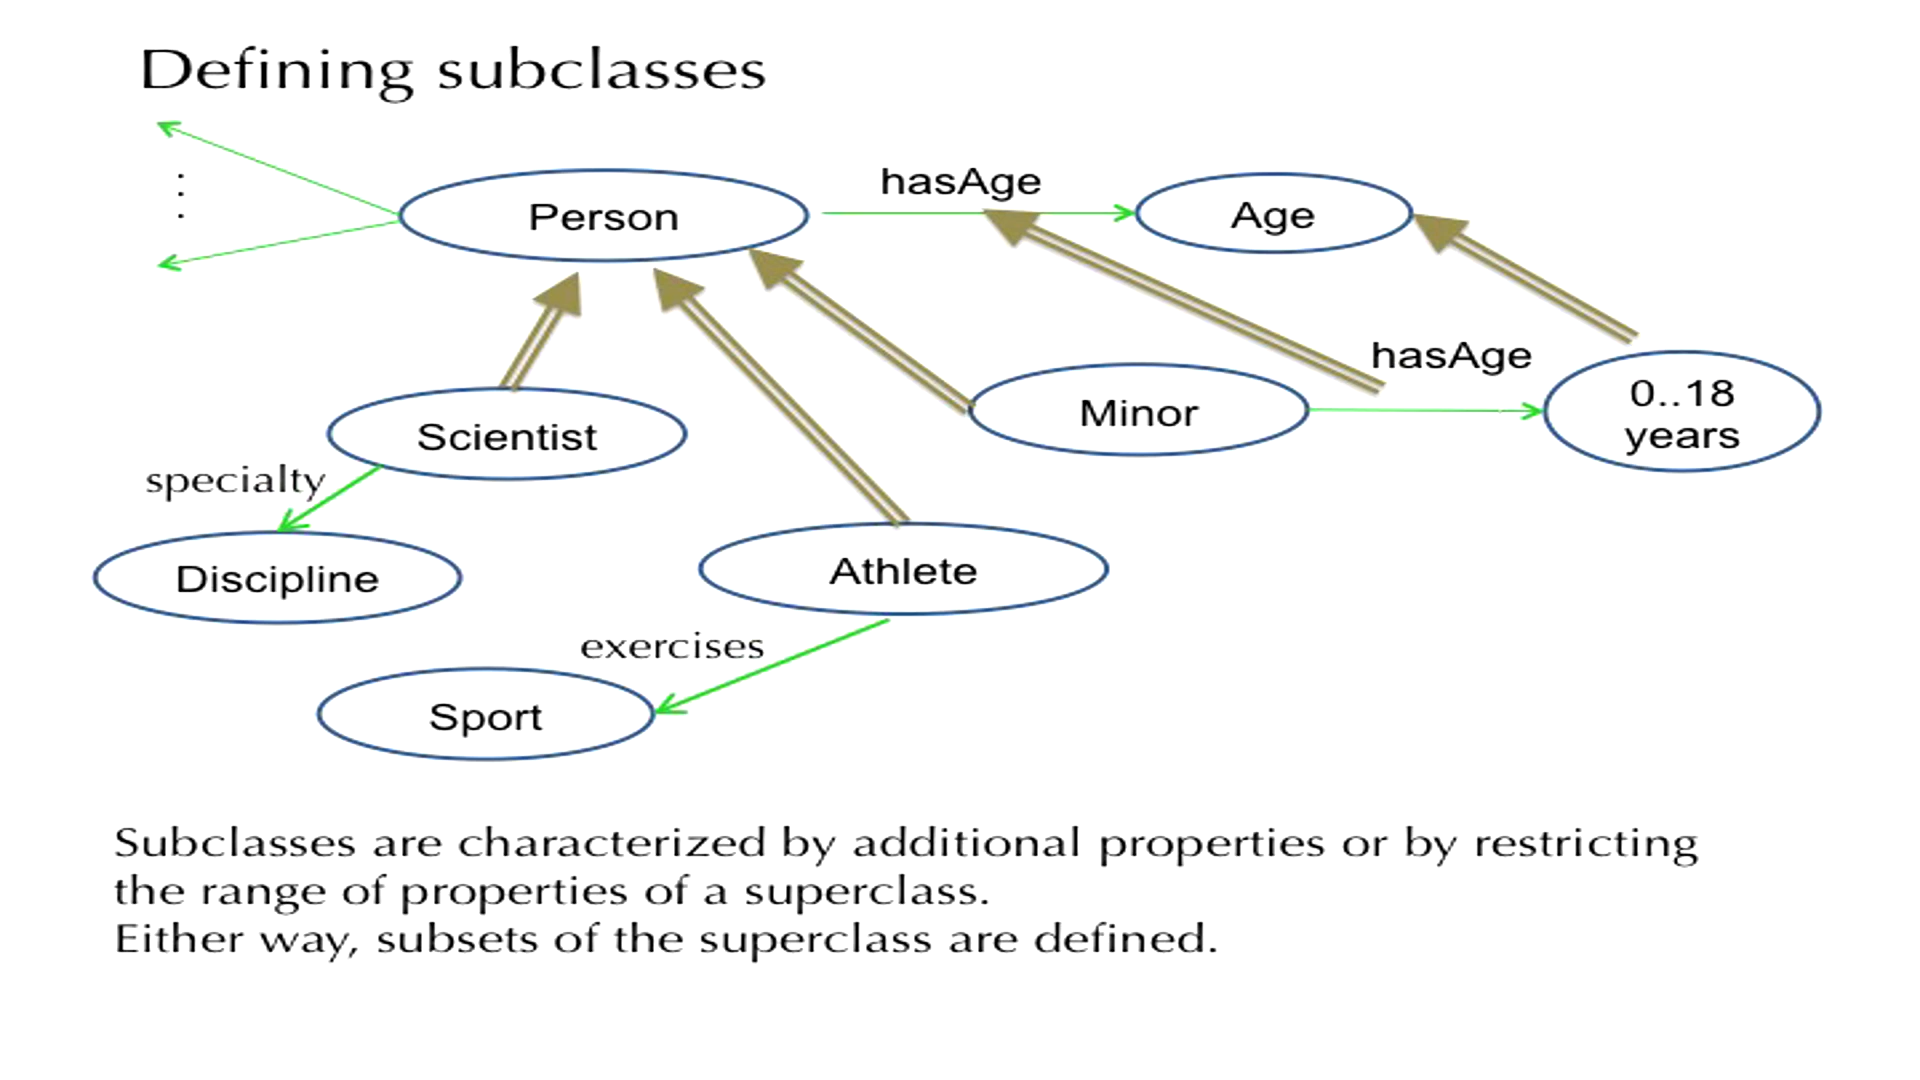 Defining subclasses
hasAge
Person
Age
hasAge
0..18
years
Minor
Scientist
specialty
Discipline
Athlete
exercises
Sport
Subclasses are characterized by additional properties or by restricting
the range of properties of a superclass.
Either way, subsets of the superclass are defined.